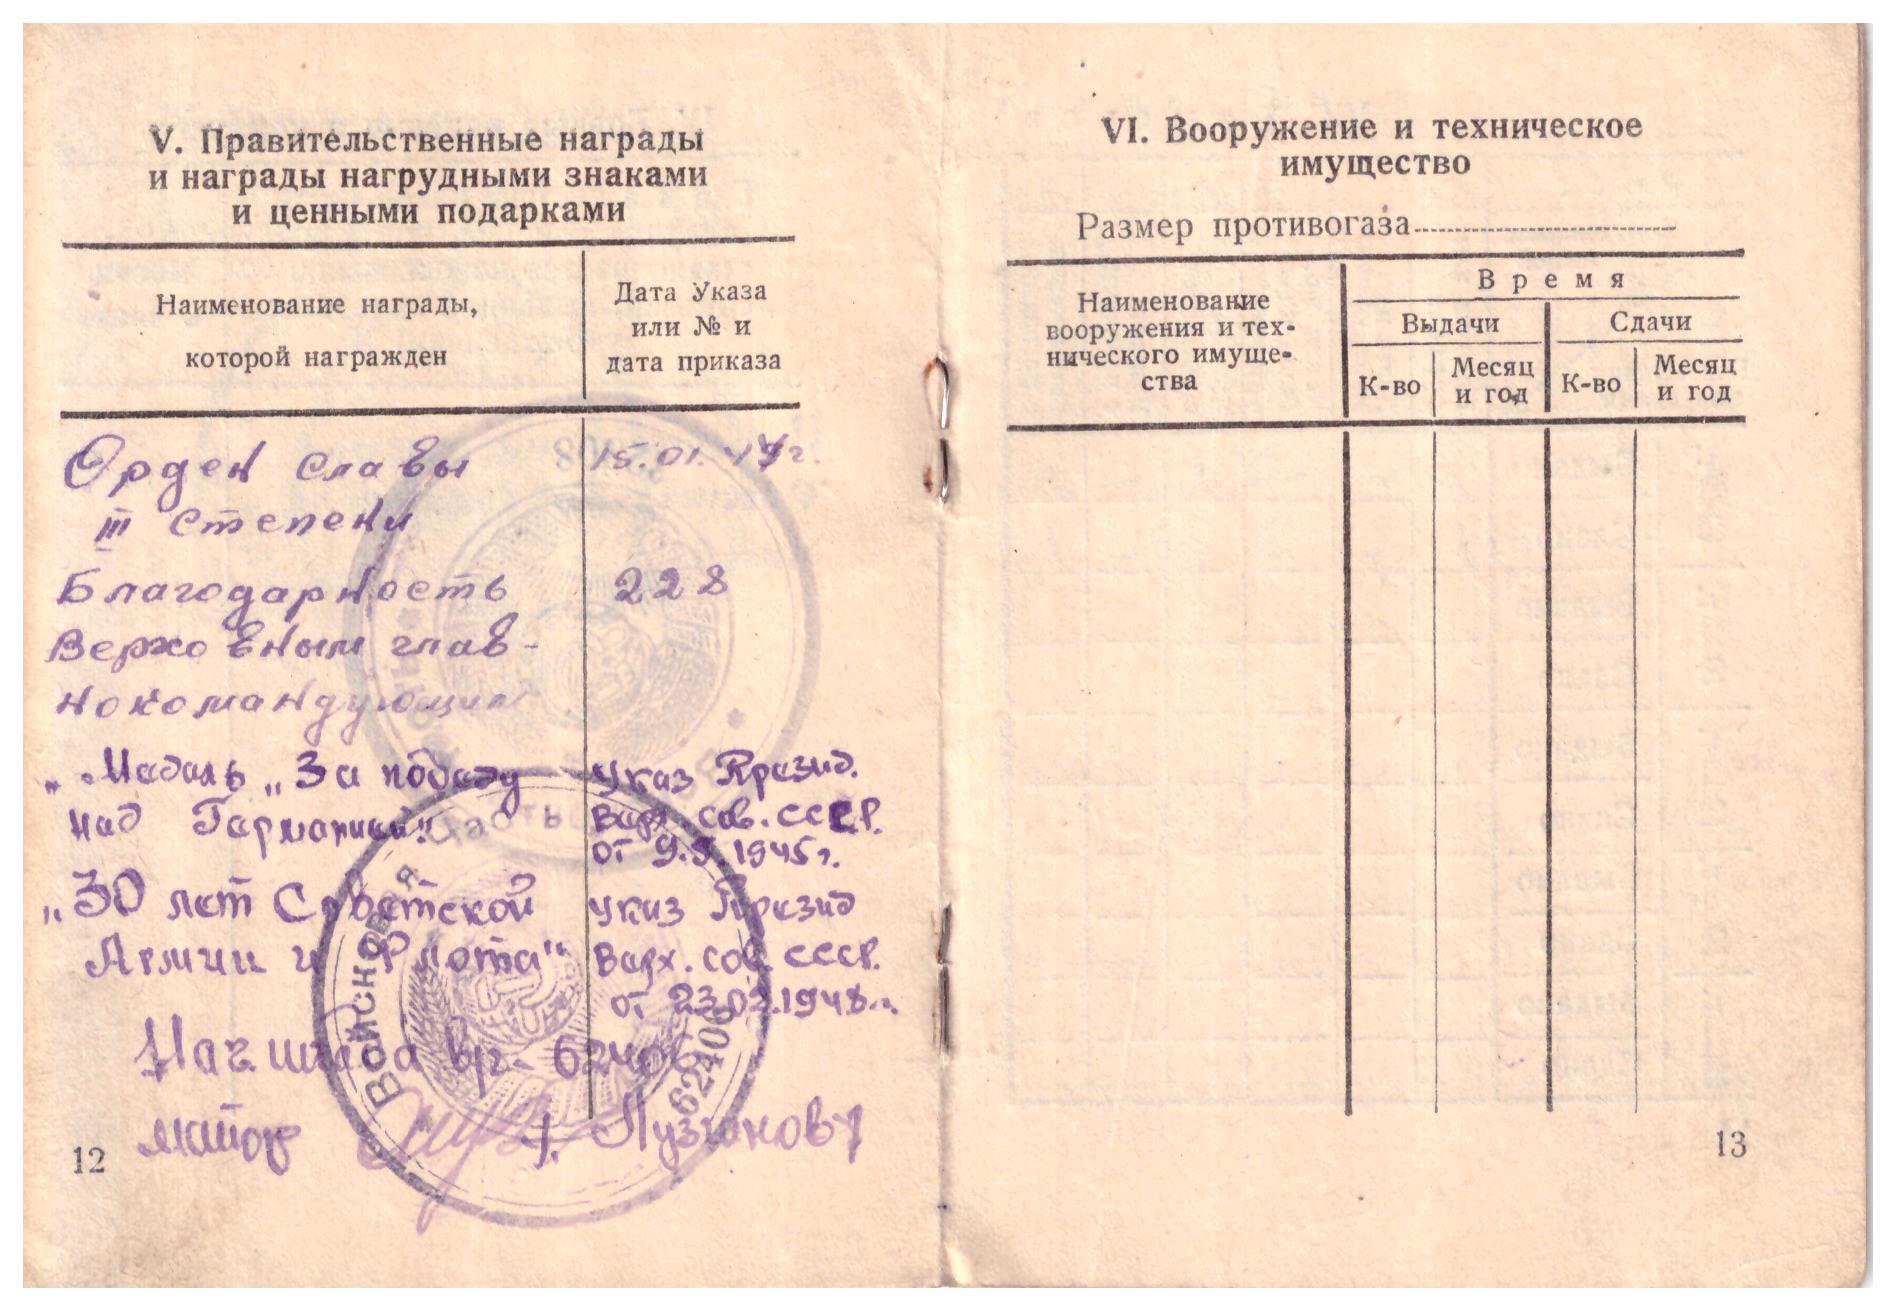 V. Правительственные награды
и награды нагрудными знаками
и ценными подарками
Наименование награды,
которой награжден
Дата Указа
или № и
дата приказа
Орден Славы 15.01.
III Степени
Благодарность 228
Верховным глав-
нокомандующим
„Медаль „За победу
над Германией"
Указ Презид.
Верх. сов. СССР.
от 9.5.1945 г.
„30 лет Советской
Армии и Флота"
Указ Презид
Верх. сов. СССР.
от 23.02.1948 г.
Нач. штаба в/ч 62406
майор
12
Войсковая часть
62406
VI. Вооружение и техническое
имущество
Размер противогаза
Наименование
вооружения и тех-
нического имуще-
ства
Время
Выдачи Сдачи
К-во Месяц и год К-во Месяц и год
13